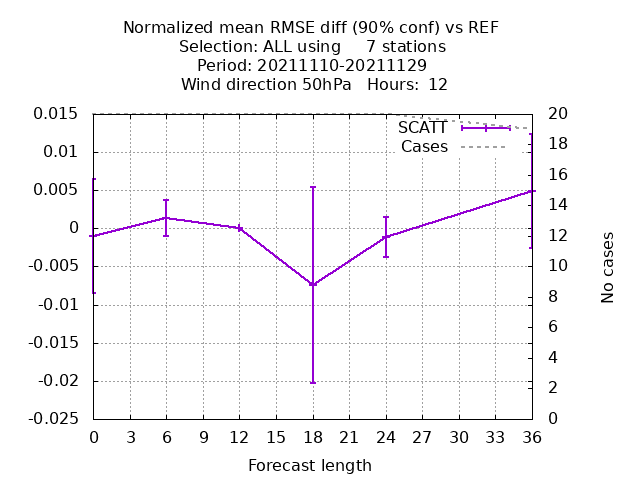 Normalized mean RMSE diff (90% conf) vs REF
Selection: ALL using     7 stations
Period: 20211110-20211129
Wind direction 50hPa   Hours:  12
0.015
0.01
0.005
0
-0.005
-0.01
-0.015
-0.02
-0.025
SCATT
Cases
20
18
16
14
12
10
8
6
4
2
0
No cases
0 3 6 9 12 15 18 21 24 27 30 33 36
Forecast length